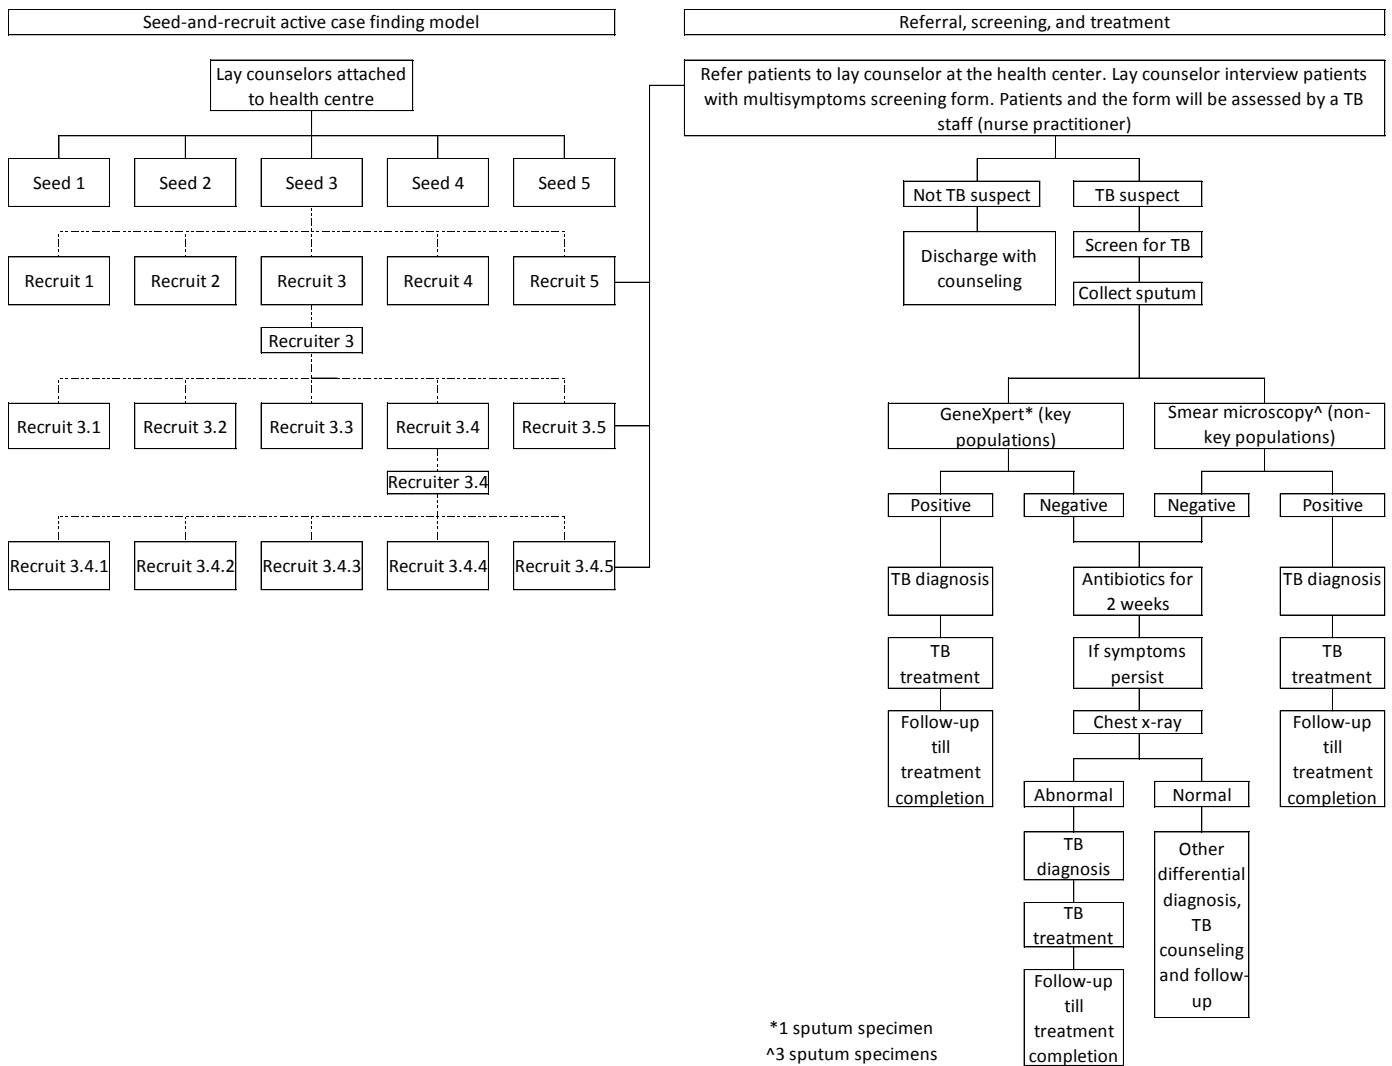 Seed-and-recruit active case finding model
Lay counselors attached
to health centre
Seed 1
Seed 2
Seed 3
Seed 4
Seed 5
Recruit 1
Recruit 2
Recruit 3
Recruit 4
Recruit 5
Recruiter 3
Recruit 3.1
Recruit 3.2
Recruit 3.3
Recruit 3.4
Recruit 3.5
Recruiter 3.4
Recruit 3.4.1
Recruit 3.4.2
Recruit 3.4.3
Recruit 3.4.4
Recruit 3.4.5
Referral, screening, and treatment
Refer patients to lay counselor at the health center. Lay counselor interview patients
with multisymptoms screening form. Patients and the form will be assessed by a TB
staff (nurse practitioner)
Not TB suspect
Discharge with
counseling
TB suspect
Screen for TB
Collect sputum
GeneXpert* (key
populations)
Smear microscopy^ (non-
key populations)
Positive
Negative
Negative
Positive
TB diagnosis
TB
treatment
Follow-up
till
treatment
completion
Antibiotics for
2 weeks
If symptoms
persist
Chest x-ray
Abnormal
TB
diagnosis
TB
treatment
Follow-up
till
treatment
completion
Normal
Other
differential
diagnosis,
TB
counseling
and follow-
up
TB diagnosis
TB
treatment
Follow-up
till
treatment
completion
*1 sputum specimen
^3 sputum specimens